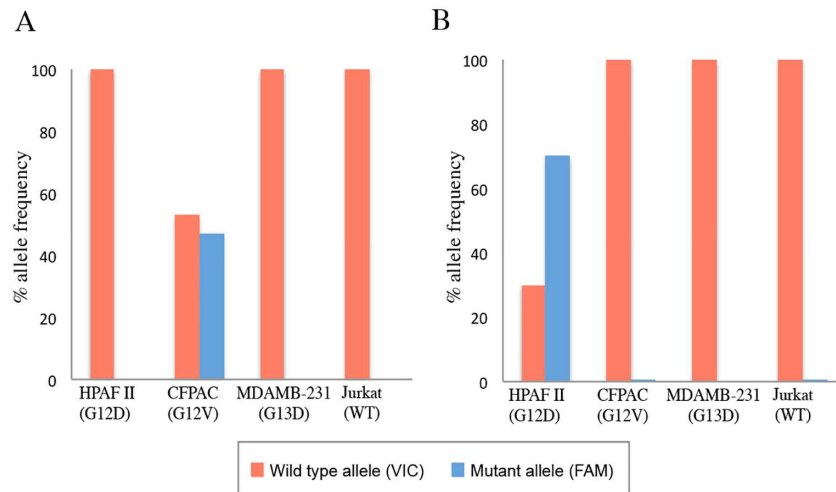 A
B
% allele frequency
100
80
60
40
20
0
HPAF II
(G12D)
CFPAC
(G12V)
MDAMB-231
(G13D)
Jurkat
(WT)
% allele frequency
100
80
60
40
20
0
HPAF II
(G12D)
CFPAC
(G12V)
MDAMB-231
(G13D)
Jurkat
(WT)
Wild type allele (VIC)
Mutant allele (FAM)